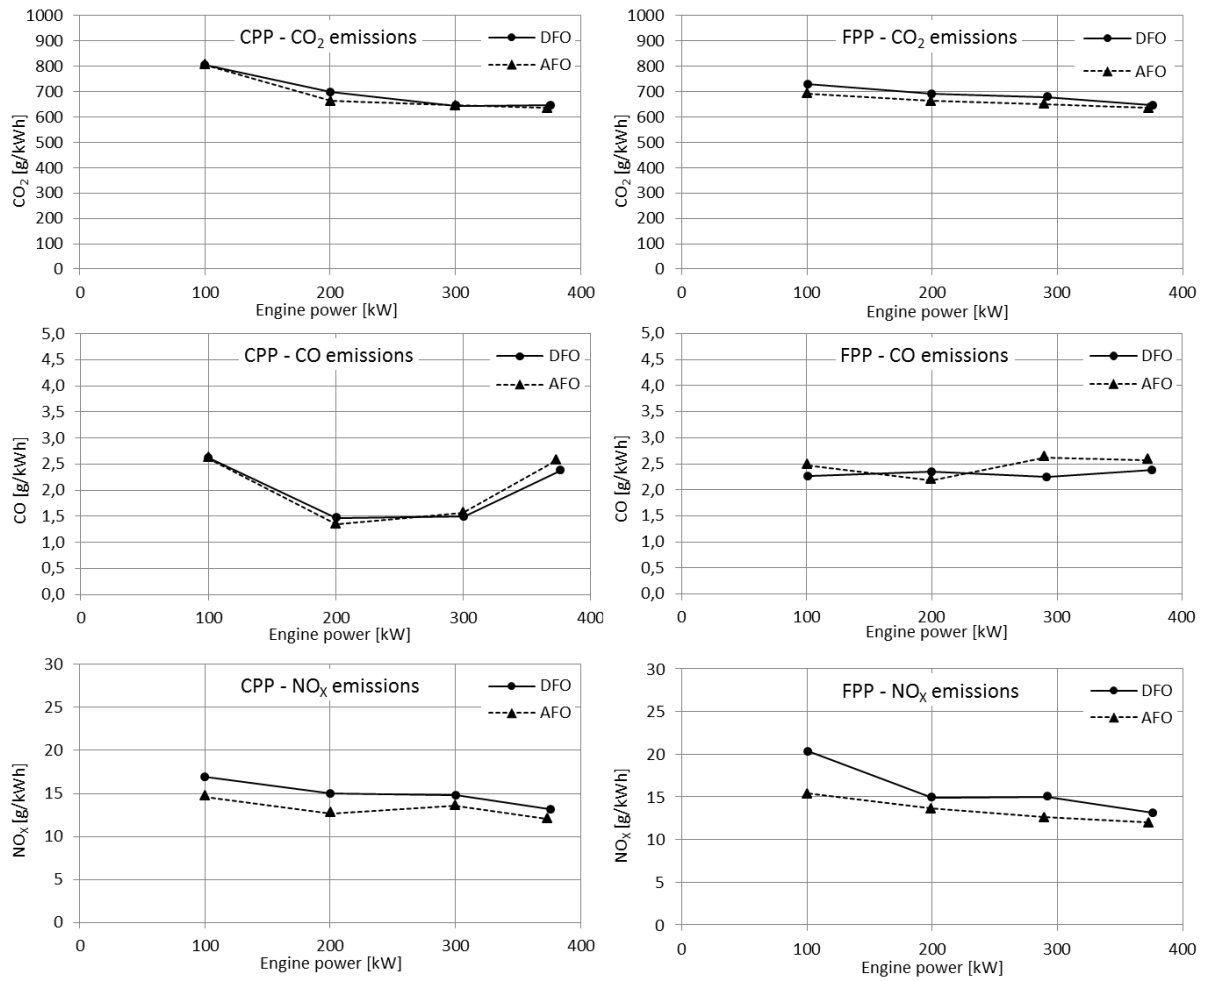 CPP - CO₂ emissions
DFO
AFO
1000
900
800
700
600
500
400
300
200
100
0
CO₂ [g/kWh]
0 100 200 300 400
Engine power [kW]
FPP - CO₂ emissions
DFO
AFO
1000
900
800
700
600
500
400
300
200
100
0
CO₂ [g/kWh]
0 100 200 300 400
Engine power [kW]
CPP - CO emissions
DFO
AFO
5,0
4,5
4,0
3,5
3,0
2,5
2,0
1,5
1,0
0,5
0,0
CO [g/kWh]
0 100 200 300 400
Engine power [kW]
FPP - CO emissions
DFO
AFO
5,0
4,5
4,0
3,5
3,0
2,5
2,0
1,5
1,0
0,5
0,0
CO [g/kWh]
0 100 200 300 400
Engine power [kW]
CPP - NOX emissions
DFO
AFO
30
25
20
15
10
5
0
NOX [g/kWh]
0 100 200 300 400
Engine power [kW]
FPP - NOX emissions
DFO
AFO
30
25
20
15
10
5
0
NOX [g/kWh]
0 100 200 300 400
Engine power [kW]